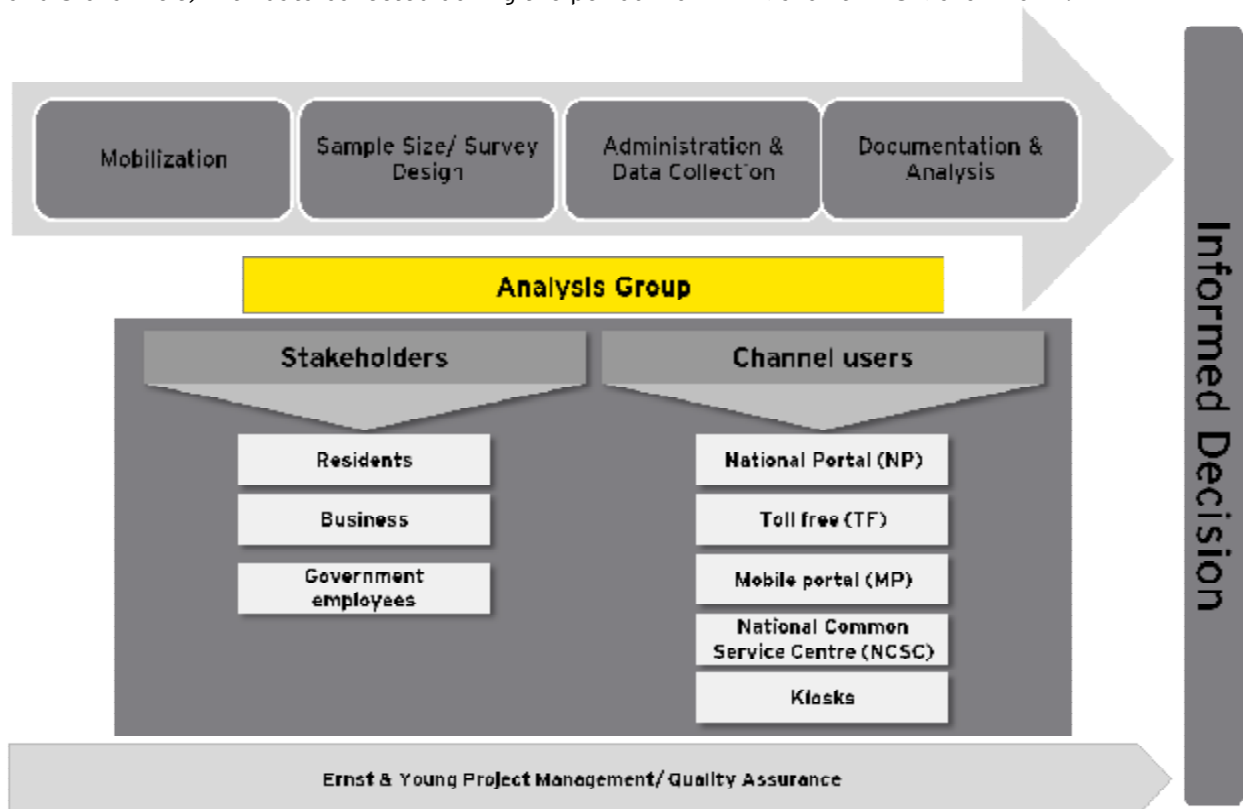 Mobilization
Sample Size/ Survey
Design
Administration &
Data Collection
Documentation &
Analysis
Analysis Group
Stakeholders
Channel users
Residents
Business
Government
employees
National Portal (NP)
Toll free (TF)
Mobile portal (MP)
National Common
Service Centre (NCSC)
Kiosks
Ernst & Young Project Management/ Quality Assurance
Informed Decision